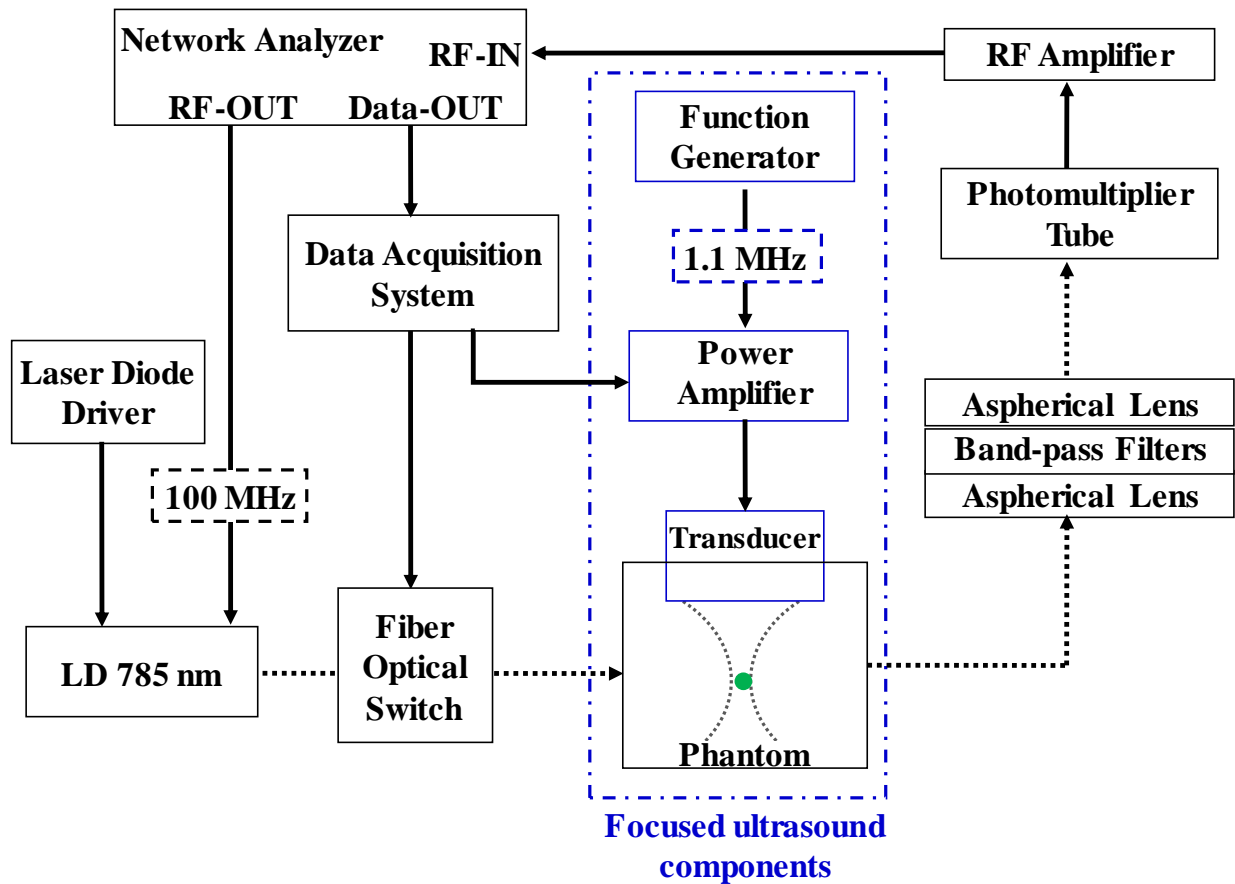 Network Analyzer
RF-IN
RF-OUT
Data-OUT
RF Amplifier
Function
Generator
Photomultiplier
Tube
Data Acquisition
System
1.1 MHz
Laser Diode
Driver
Power
Amplifier
Aspherical Lens
Band-pass Filters
Aspherical Lens
100 MHz
Transducer
LD 785 nm
Fiber
Optical
Switch
Phantom
Focused ultrasound
components